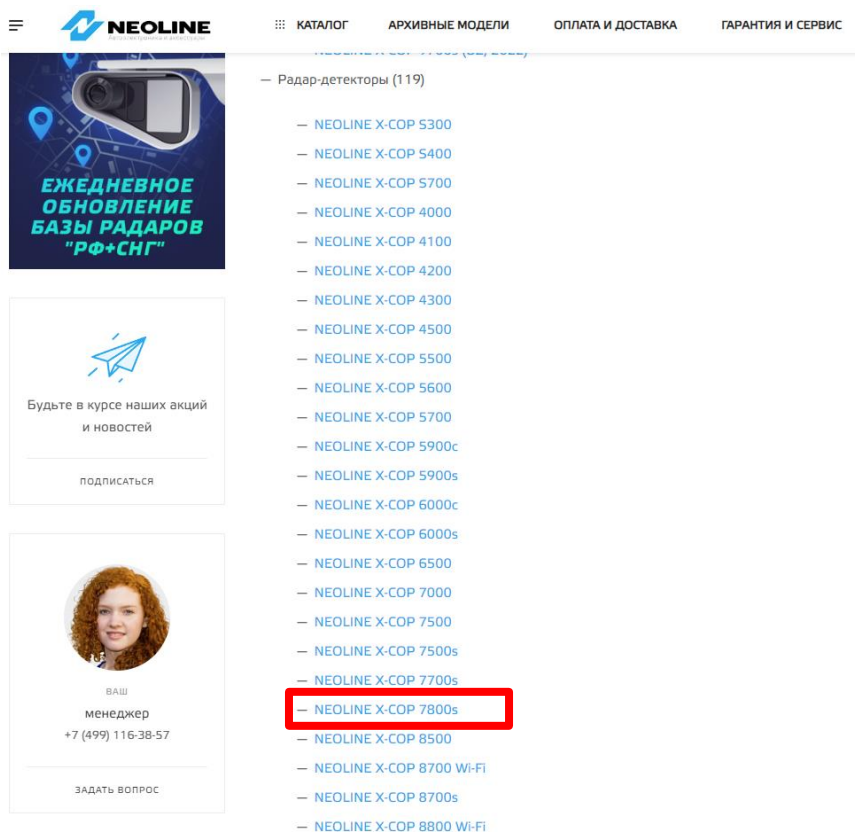 NEOLINE
КАТАЛОГ
АРХИВНЫЕ МОДЕЛИ
ОПЛАТА И ДОСТАВКА
ГАРАНТИЯ И СЕРВИС
— Радар-детекторы (119)
— NEOLINE X-COP S300
— NEOLINE X-COP S400
— NEOLINE X-COP S700
— NEOLINE X-COP 4000
— NEOLINE X-COP 4100
— NEOLINE X-COP 4200
— NEOLINE X-COP 4300
— NEOLINE X-COP 4500
— NEOLINE X-COP 5500
— NEOLINE X-COP 5600
— NEOLINE X-COP 5700
— NEOLINE X-COP 5900c
— NEOLINE X-COP 5900s
— NEOLINE X-COP 6000c
— NEOLINE X-COP 6000s
— NEOLINE X-COP 6500
— NEOLINE X-COP 7000
— NEOLINE X-COP 7500
— NEOLINE X-COP 7500s
— NEOLINE X-COP 7700s
— NEOLINE X-COP 7800s
— NEOLINE X-COP 8500
— NEOLINE X-COP 8700 Wi-Fi
— NEOLINE X-COP 8700s
— NEOLINE X-COP 8800 Wi-Fi
ЕЖЕДНЕВНОЕ
ОБНОВЛЕНИЕ
БАЗЫ РАДАРОВ
"РФ+СНГ"
Будьте в курсе наших акций
и новостей
ПОДПИСАТЬСЯ
ВАШ
менеджер
+7 (499) 116-38-57
ЗАДАТЬ ВОПРОС